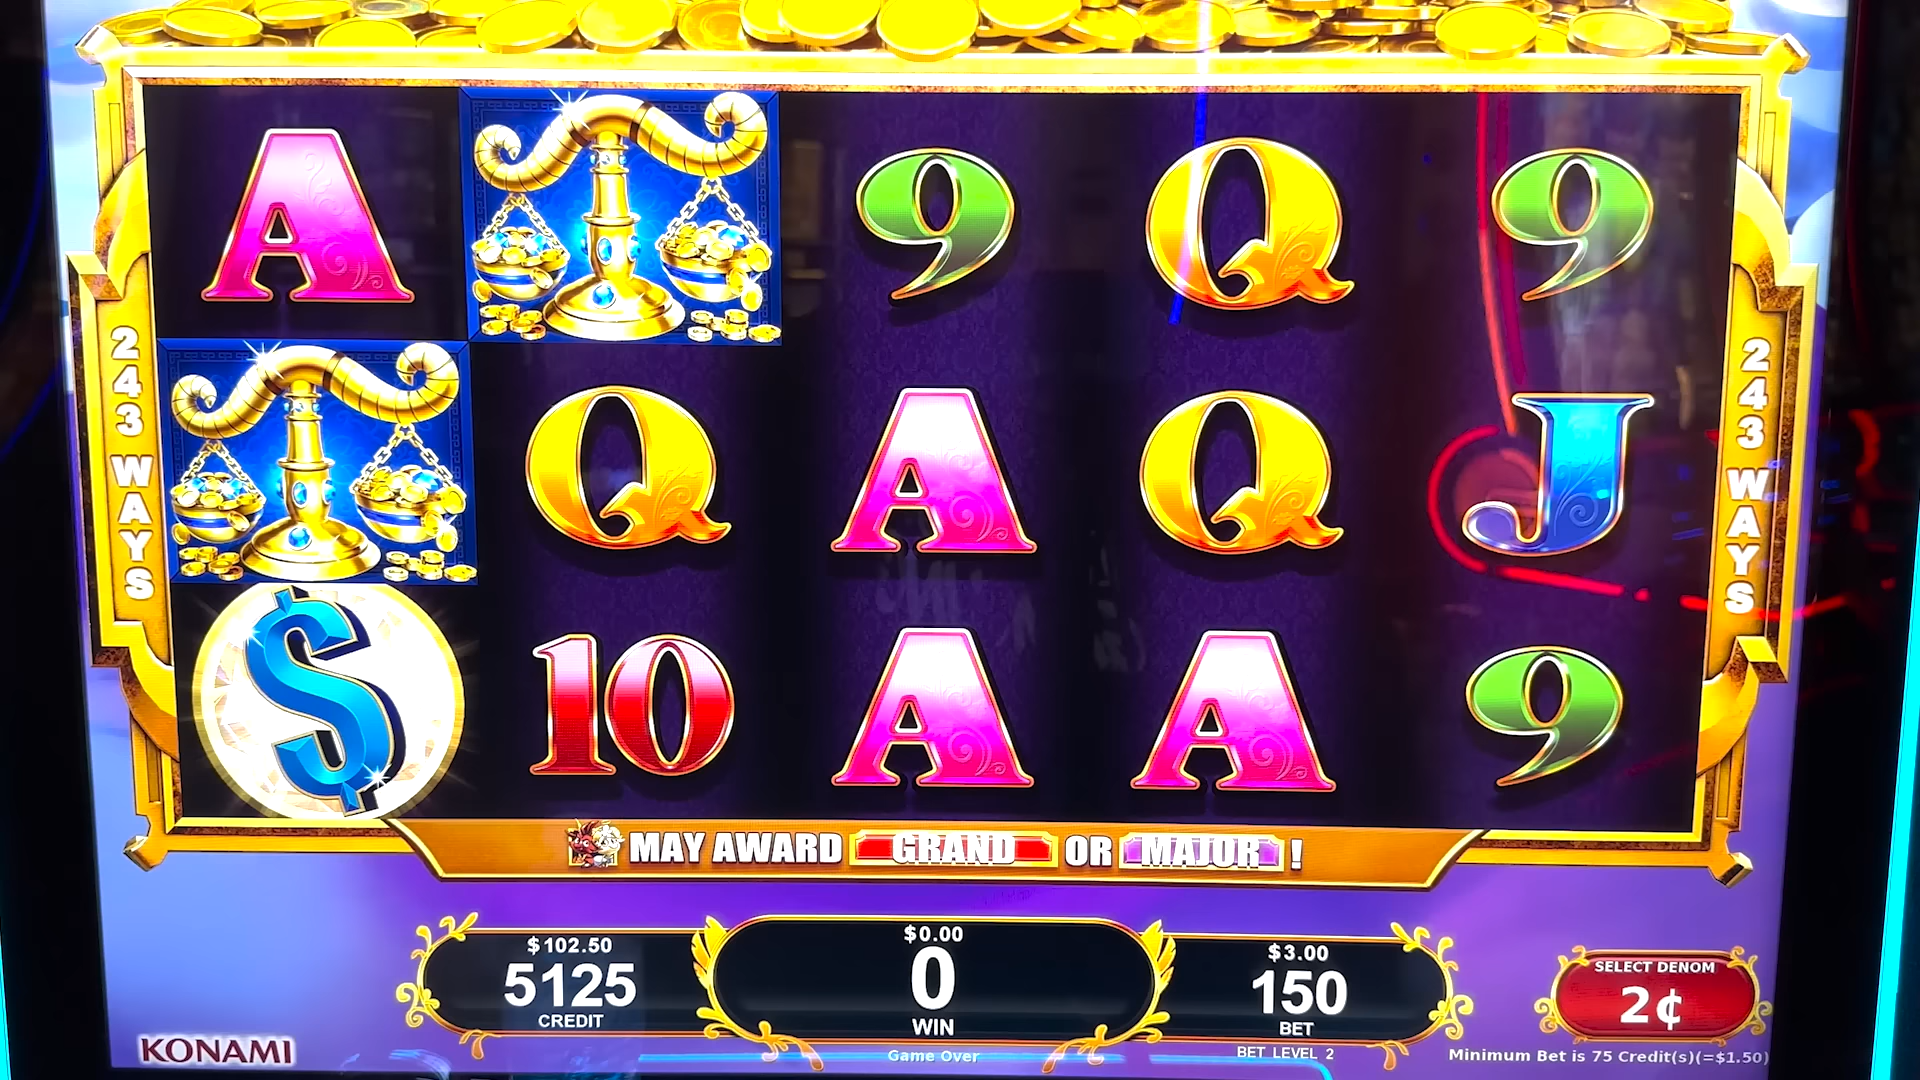 A 9 Q 9
243 WAYS
243 WAYS
Q A Q J
$ 10 A A 9
MAY AWARD GRAND OR MAJOR !
$102.50
5125
CREDIT
$0.00
0
WIN
Game Over
$3.00
150
BET
BET LEVEL 2
SELECT DENOM
2¢
KONAMI
Minimum Bet is 75 Credit(s)(=$1.50)